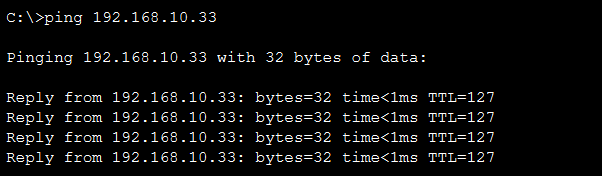 C:\>ping 192.168.10.33
Pinging 192.168.10.33 with 32 bytes of data:
Reply from 192.168.10.33: bytes=32 time<1ms TTL=127
Reply from 192.168.10.33: bytes=32 time<1ms TTL=127
Reply from 192.168.10.33: bytes=32 time<1ms TTL=127
Reply from 192.168.10.33: bytes=32 time<1ms TTL=127